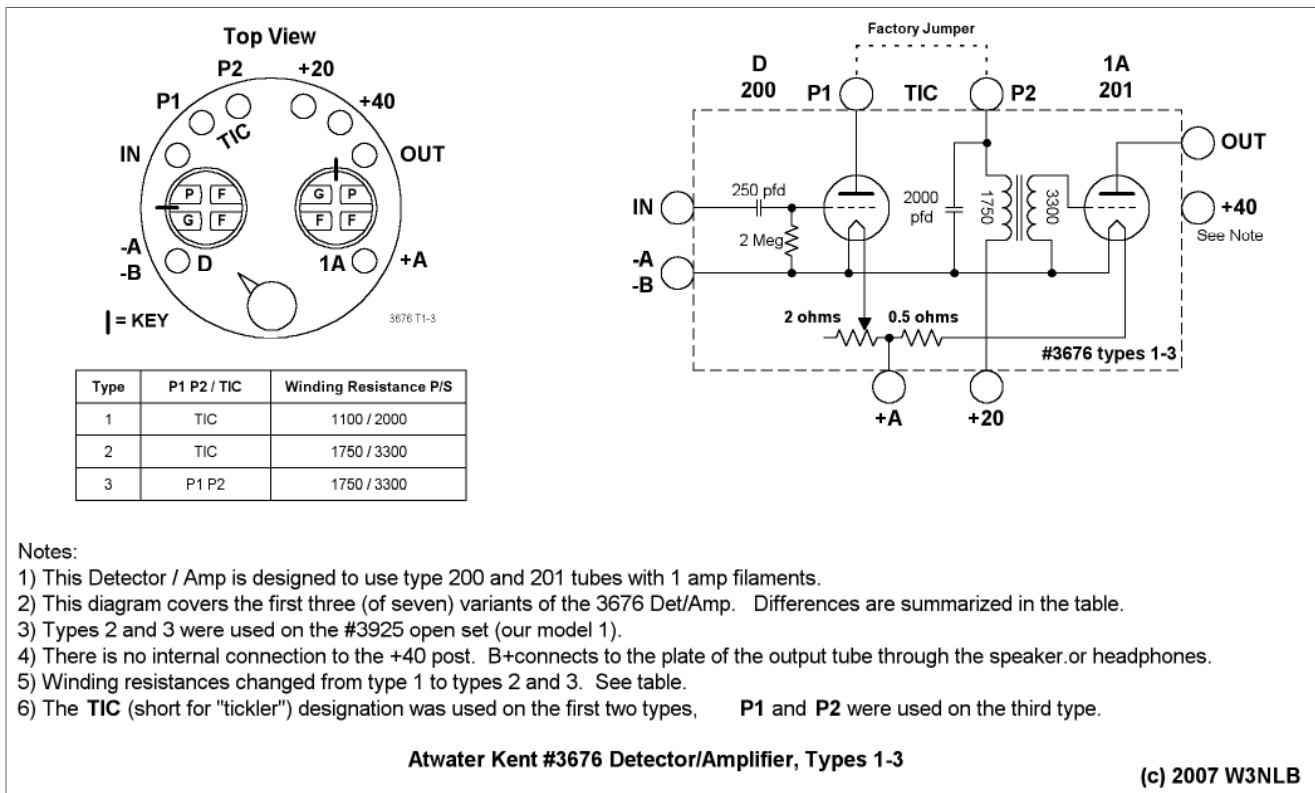 Top View
P2
+20
P1
+40
TIC
IN
OUT
P F
G F
G P
F F
-A
-B
D
1A
+A
= KEY
3676 T1-3
Factory Jumper
D
200
P1
TIC
P2
1A
201
OUT
IN
250 pfd
2000
pfd
1750
3300
+40
See Note
2 Meg
-A
-B
2 ohms
0.5 ohms
#3676 types 1-3
+A
+20
Type P1 P2 / TIC Winding Resistance P/S
1 TIC 1100 / 2000
2 TIC 1750 / 3300
3 P1 P2 1750 / 3300
Notes:
1) This Detector / Amp is designed to use type 200 and 201 tubes with 1 amp filaments.
2) This diagram covers the first three (of seven) variants of the 3676 Det/Amp. Differences are summarized in the table.
3) Types 2 and 3 were used on the #3925 open set (our model 1).
4) There is no internal connection to the +40 post. B+connects to the plate of the output tube through the speaker.or headphones.
5) Winding resistances changed from type 1 to types 2 and 3. See table.
6) The TIC (short for "tickler") designation was used on the first two types, P1 and P2 were used on the third type.
Atwater Kent #3676 Detector/Amplifier, Types 1-3
(c) 2007 W3NLB